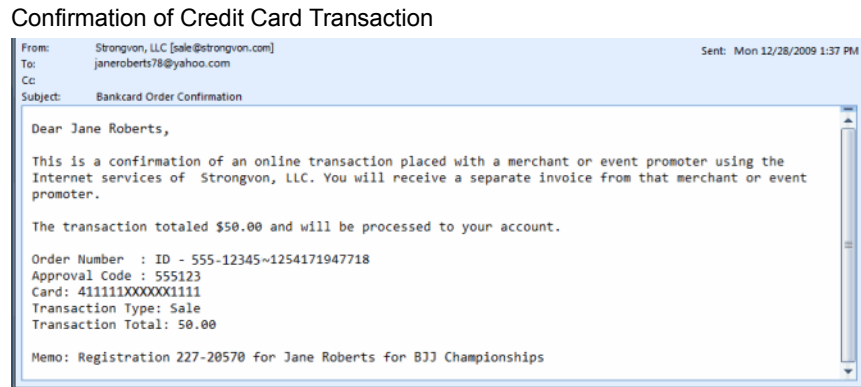 Confirmation of Credit Card Transaction
From: Strongvon, LLC [sale@strongvon.com] Sent: Mon 12/28/2009 1:37 PM
To: janeroberts78@yahoo.com
Cc:
Subject: Bankcard Order Confirmation
Dear Jane Roberts,
This is a confirmation of an online transaction placed with a merchant or event promoter using the
Internet services of Strongvon, LLC. You will receive a separate invoice from that merchant or event
promoter.
The transaction totaled $50.00 and will be processed to your account.
Order Number : ID - 555-12345~1254171947718
Approval Code : 555123
Card: 411111XXXXXX1111
Transaction Type: Sale
Transaction Total: 50.00
Memo: Registration 227-20570 for Jane Roberts for BJJ Championships